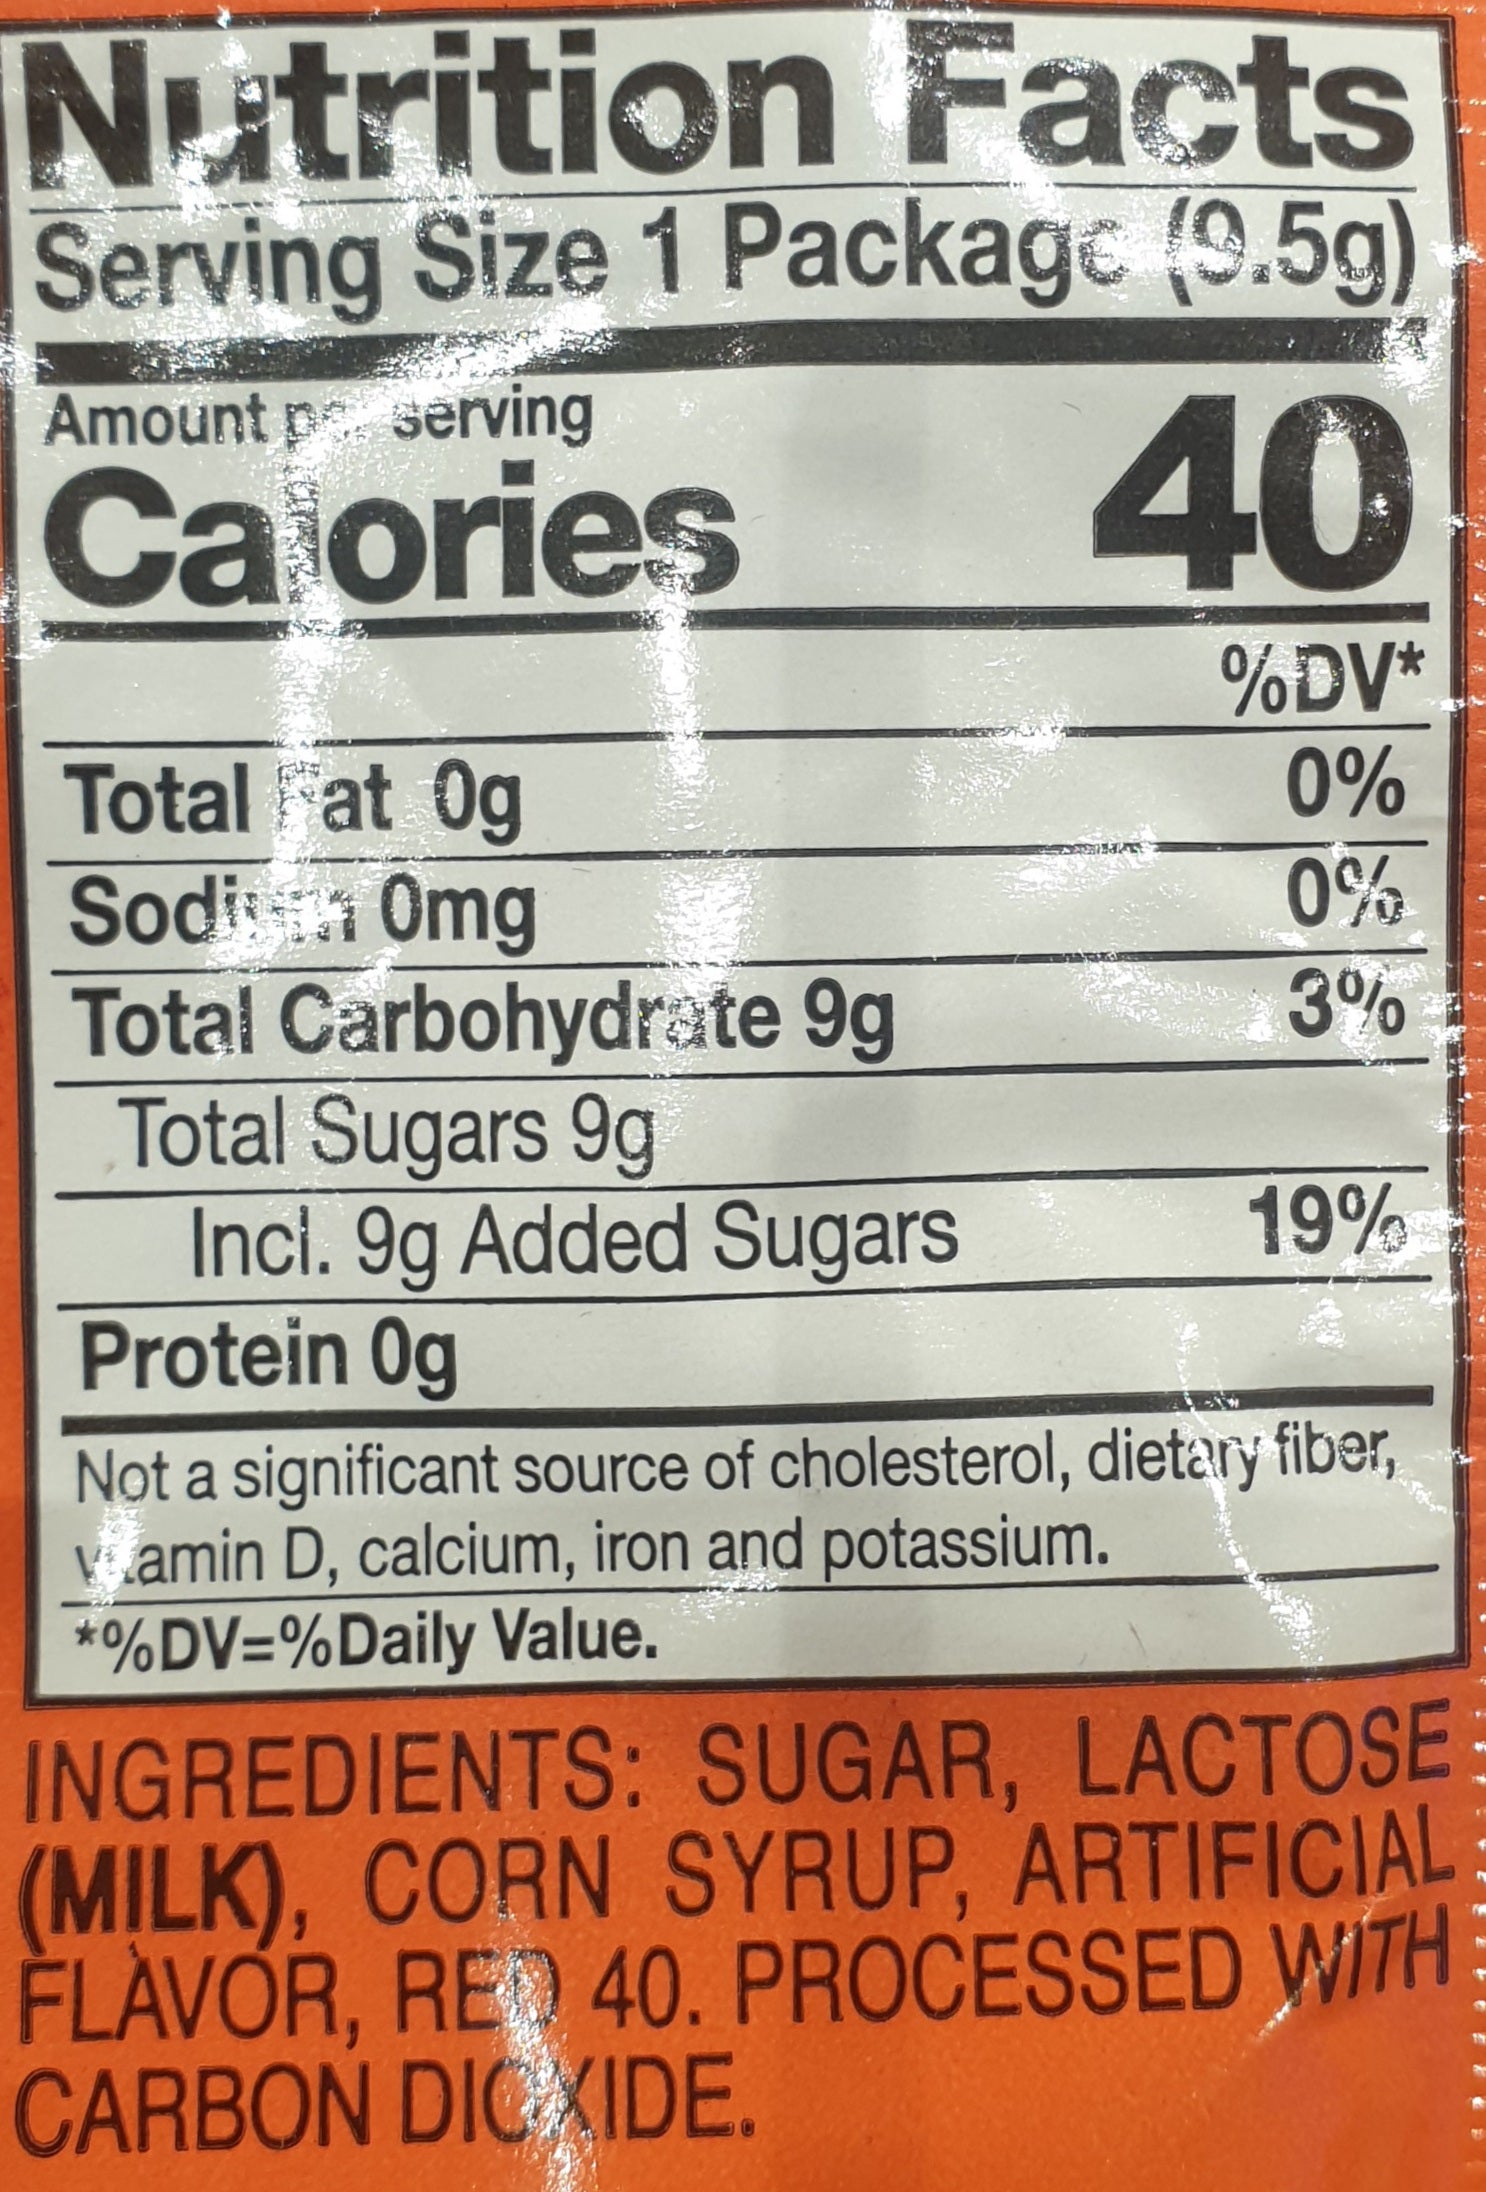 Nutrition Facts
Serving Size 1 Package (9.5g)
Amount per serving
Calories 40
%DV*
Total Fat 0g 0%
Sodium 0mg 0%
Total Carbohydrate 9g 3%
Total Sugars 9g
Incl. 9g Added Sugars 19%
Protein 0g
Not a significant source of cholesterol, dietary fiber,
vitamin D, calcium, iron and potassium.
*%DV=%Daily Value.
INGREDIENTS: SUGAR, LACTOSE
(MILK), CORN SYRUP, ARTIFICIAL
FLAVOR, RED 40. PROCESSED WITH
CARBON DIOXIDE.